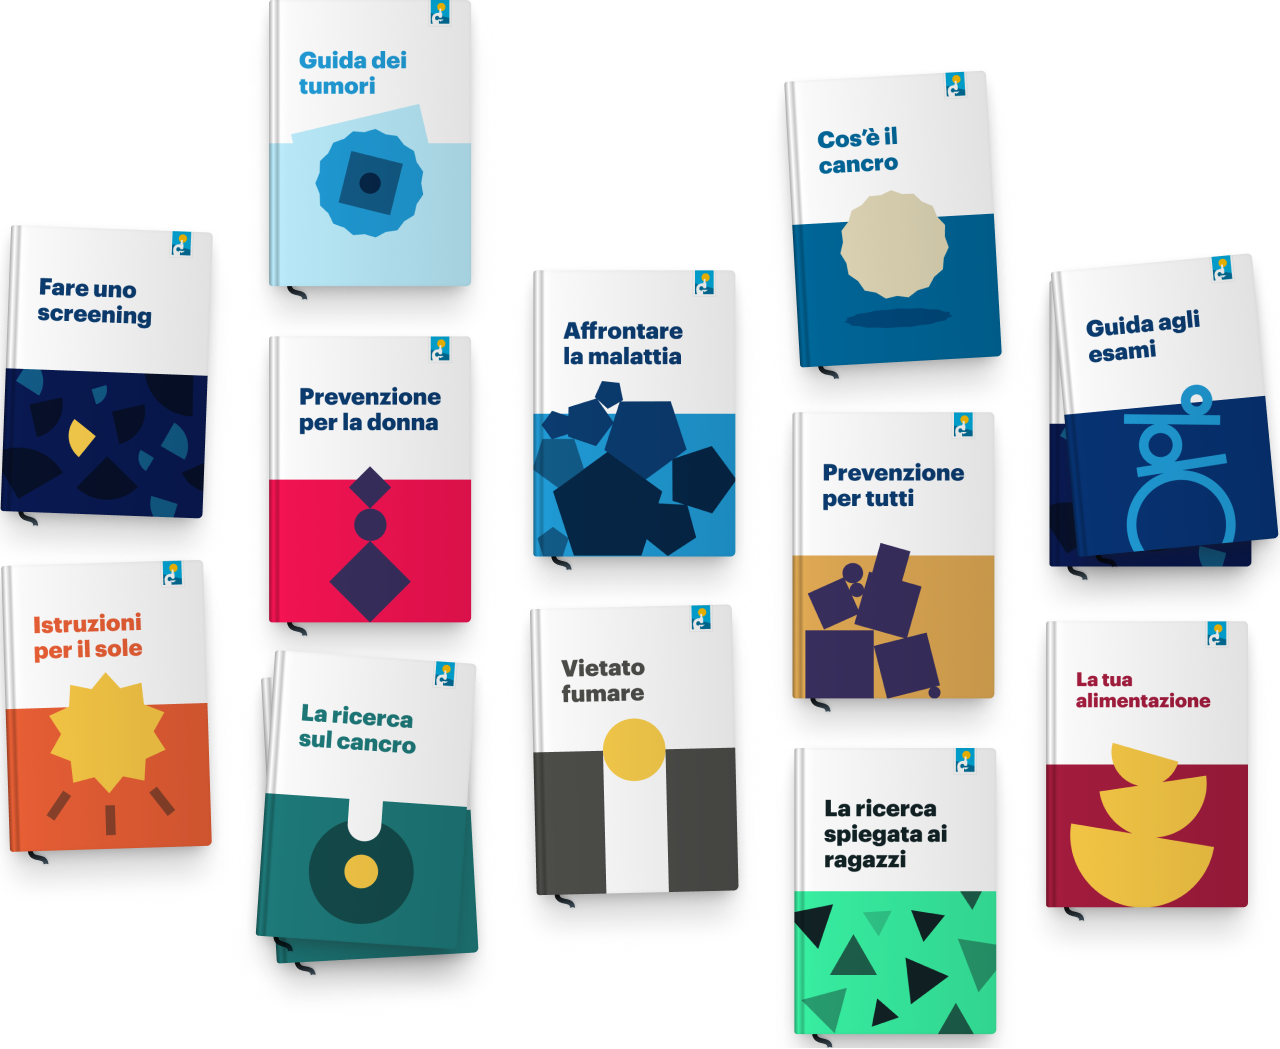 Guida dei
tumori
Cos'è il
cancro
Fare uno
screening
Affrontare
la malattia
Guida agli
esami
Prevenzione
per la donna
Prevenzione
per tutti
Istruzioni
per il sole
La ricerca
sul cancro
Vietato
fumare
La tua
alimentazione
La ricerca
spiegata ai
ragazzi